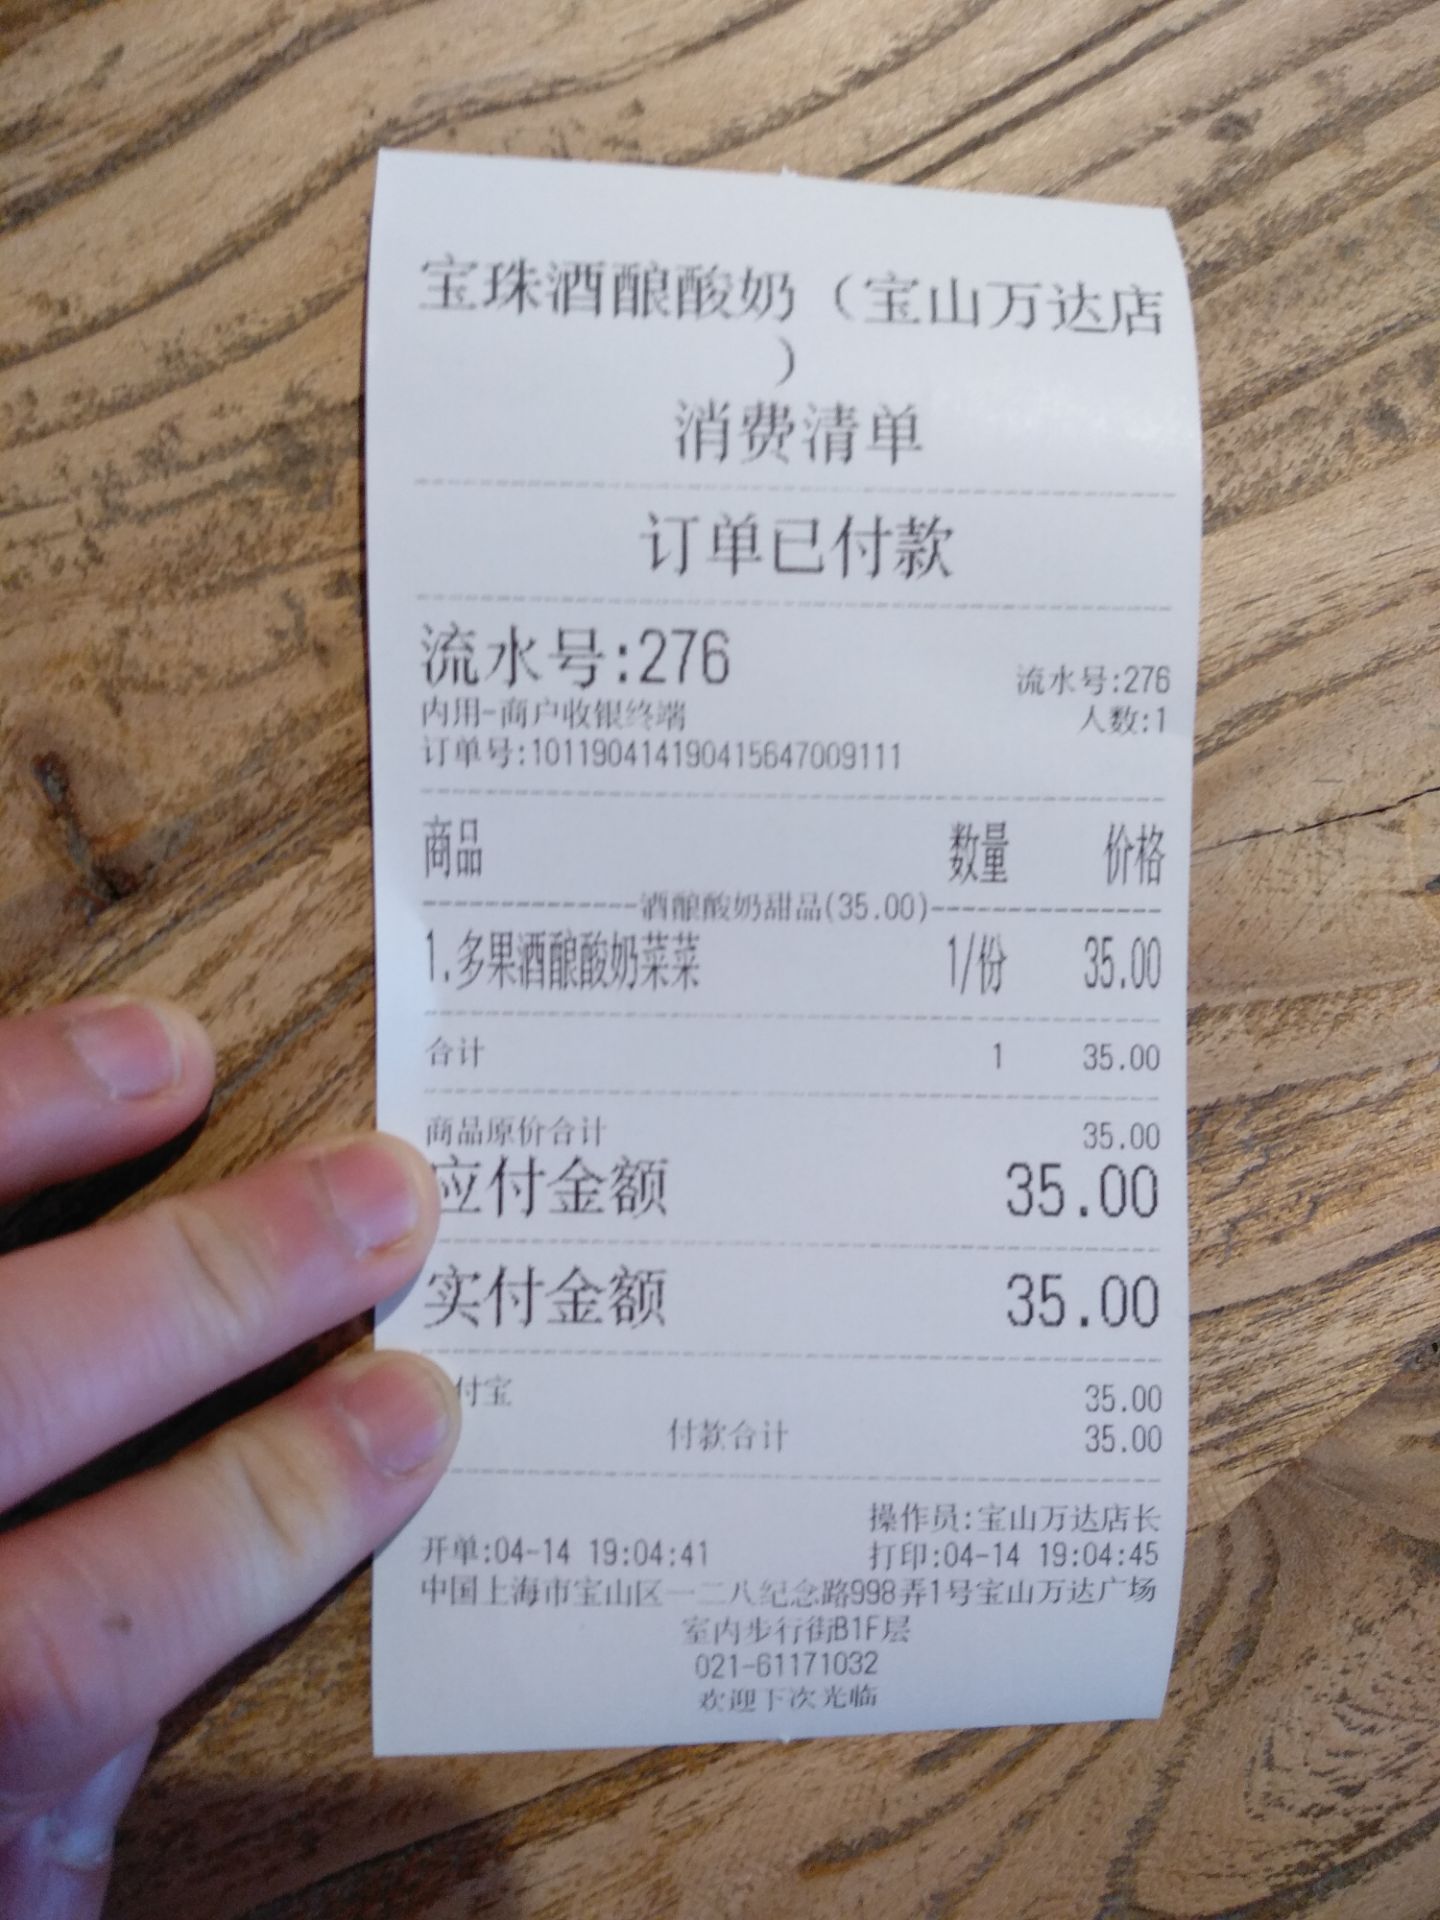 宝珠酒酿酸奶（宝山万达店
）
消费清单
订单已付款
流水号:276
流水号:276
内用-商户收银终端 人数:1
订单号:101190414190415647009111
商品 数量 价格
酒酿酸奶甜品(35.00)
1.多果酒酿酸奶菜菜 1/份 35.00
合计 1 35.00
商品原价合计 35.00
应付金额 35.00
实付金额 35.00
付宝 35.00
付款合计 35.00
操作员:宝山万达店长
开单:04-14 19:04:41 打印:04-14 19:04:45
中国上海市宝山区一二八纪念路998弄1号宝山万达广场
室内步行街B1F层
021-61171032
欢迎下次光临